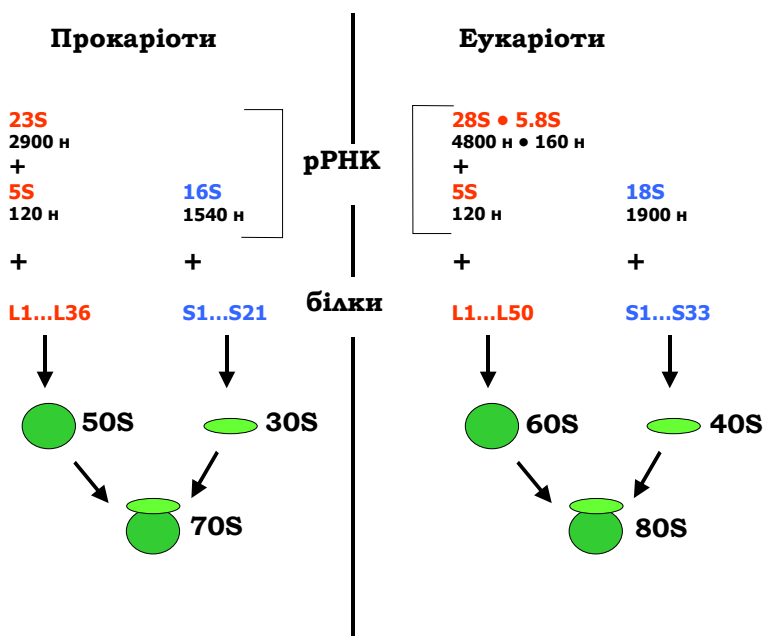 Прокаріоти
23S
2900 н
+
5S
120 н
16S
1540 н
+
+
L1...L36
S1...S21
50S
30S
70S
рРНК
білки
Еукаріоти
28S • 5.8S
4800 н • 160 н
+
5S
120 н
18S
1900 н
+
+
L1...L50
S1...S33
60S
40S
80S